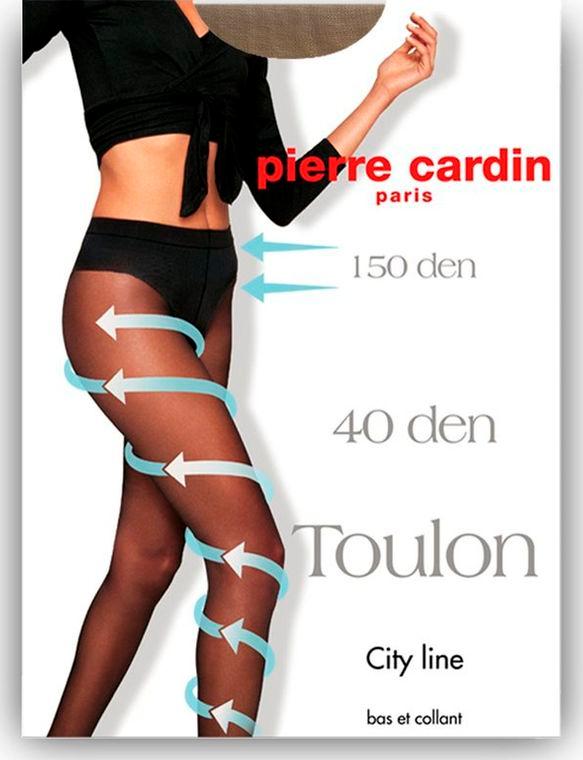 pierre cardin
paris
150 den
40 den
Toulon
City line
bas et collant